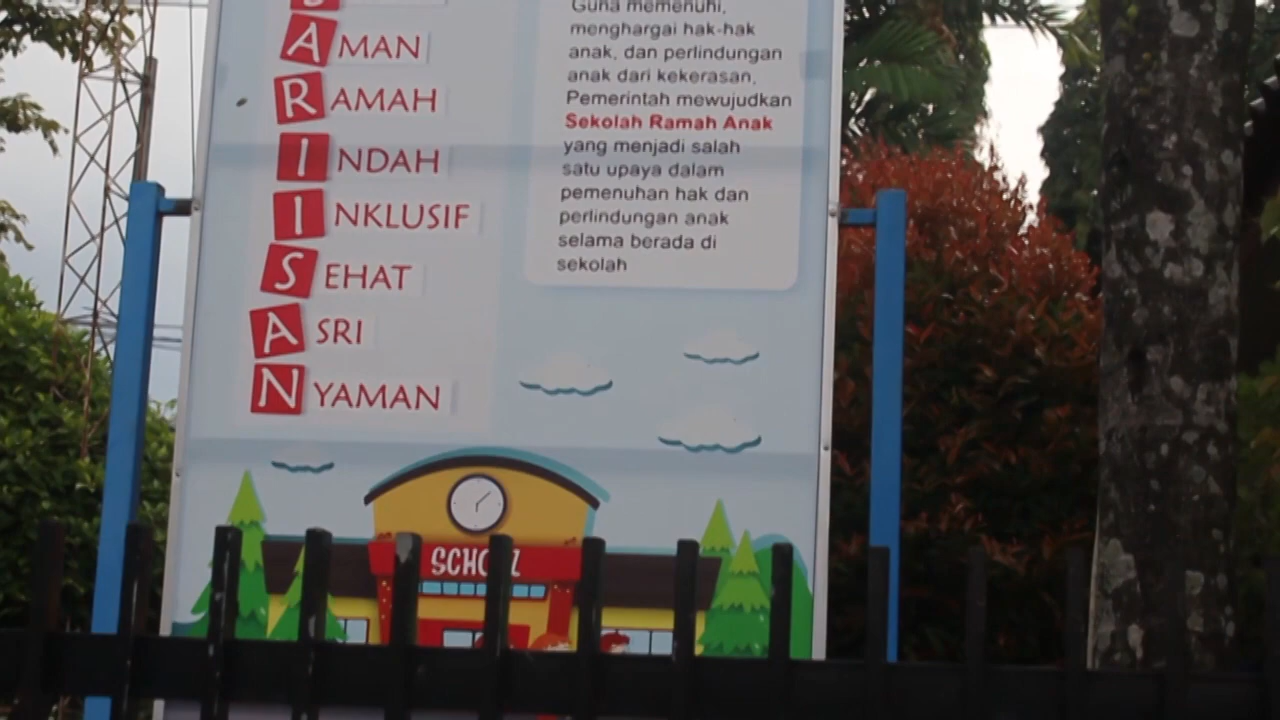 AMAN
RAMAH
INDAH
INKLUSIF
SEHAT
ASRI
NYAMAN
Guna memenuhi,
menghargai hak-hak
anak, dan perlindungan
anak dari kekerasan,
Pemerintah mewujudkan
Sekolah Ramah Anak
yang menjadi salah
satu upaya dalam
pemenuhan hak dan
perlindungan anak
selama berada di
sekolah
SCHOOL